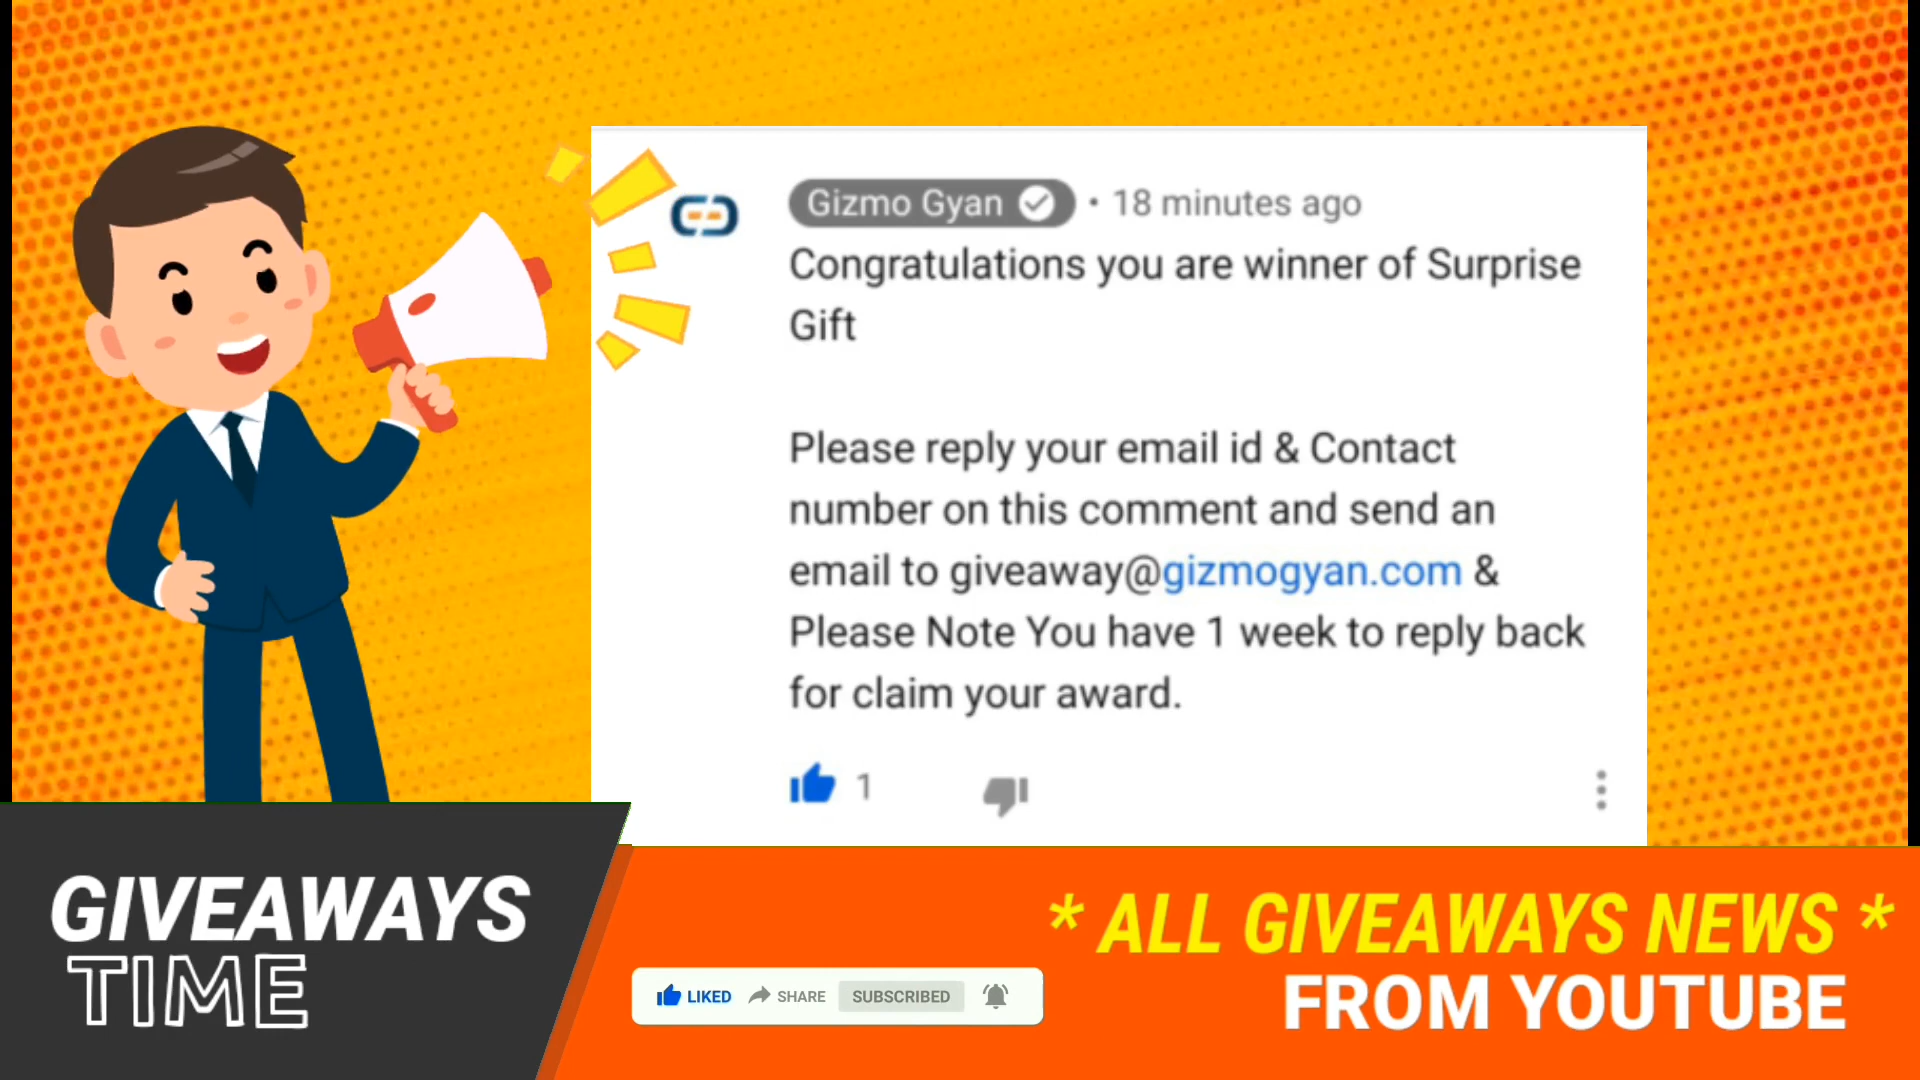 Gizmo Gyan • 18 minutes ago
Congratulations you are winner of Surprise
Gift
Please reply your email id & Contact
number on this comment and send an
email to giveaway@gizmogyan.com &
Please Note You have 1 week to reply back
for claim your award.
1
GIVEAWAYS
TIME
LIKED SHARE SUBSCRIBED
* ALL GIVEAWAYS NEWS *
FROM YOUTUBE